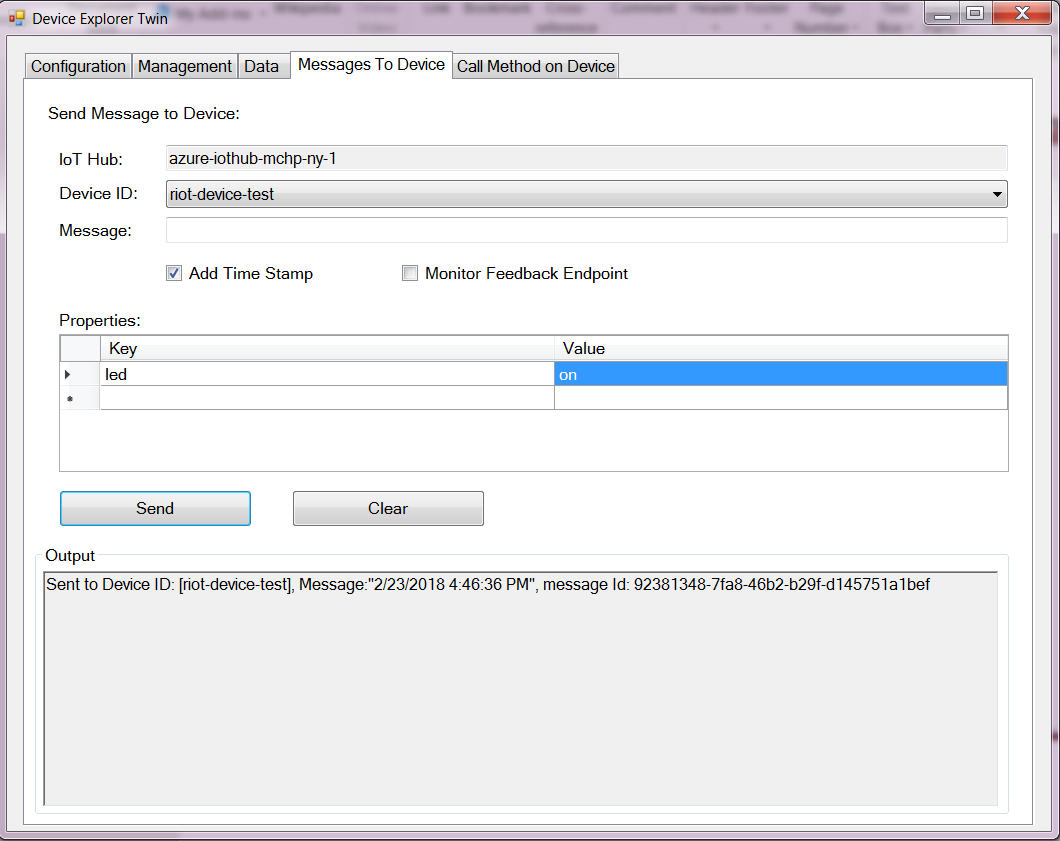 Device Explorer Twin
Configuration Management Data Messages To Device Call Method on Device
Send Message to Device:
IoT Hub: azure-iothub-mchp-ny-1
Device ID: riot-device-test
Message:
Add Time Stamp Monitor Feedback Endpoint
Properties:
Key Value
led on
Send Clear
Output
Sent to Device ID: [riot-device-test], Message:"2/23/2018 4:46:36 PM", message Id: 92381348-7fa8-46b2-b29f-d145751a1bef